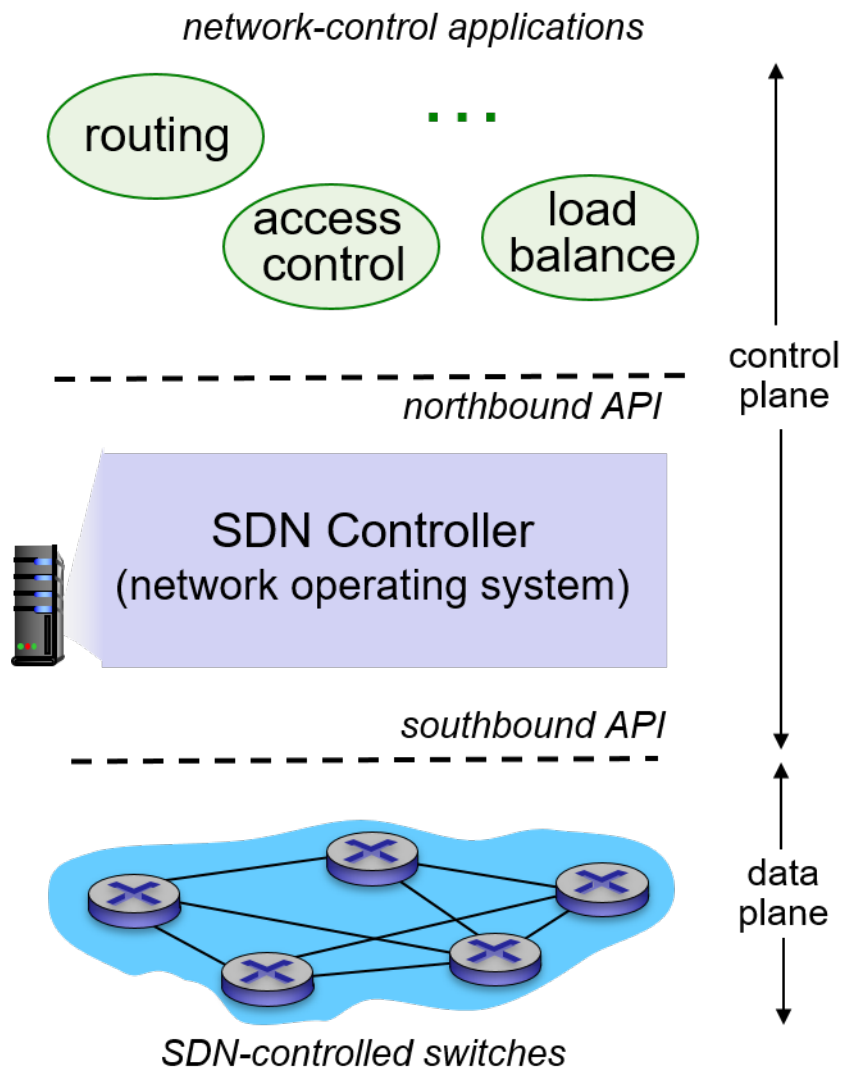 network-control applications
routing
...
access
control
load
balance
control
plane
northbound API
SDN Controller
(network operating system)
southbound API
data
plane
SDN-controlled switches